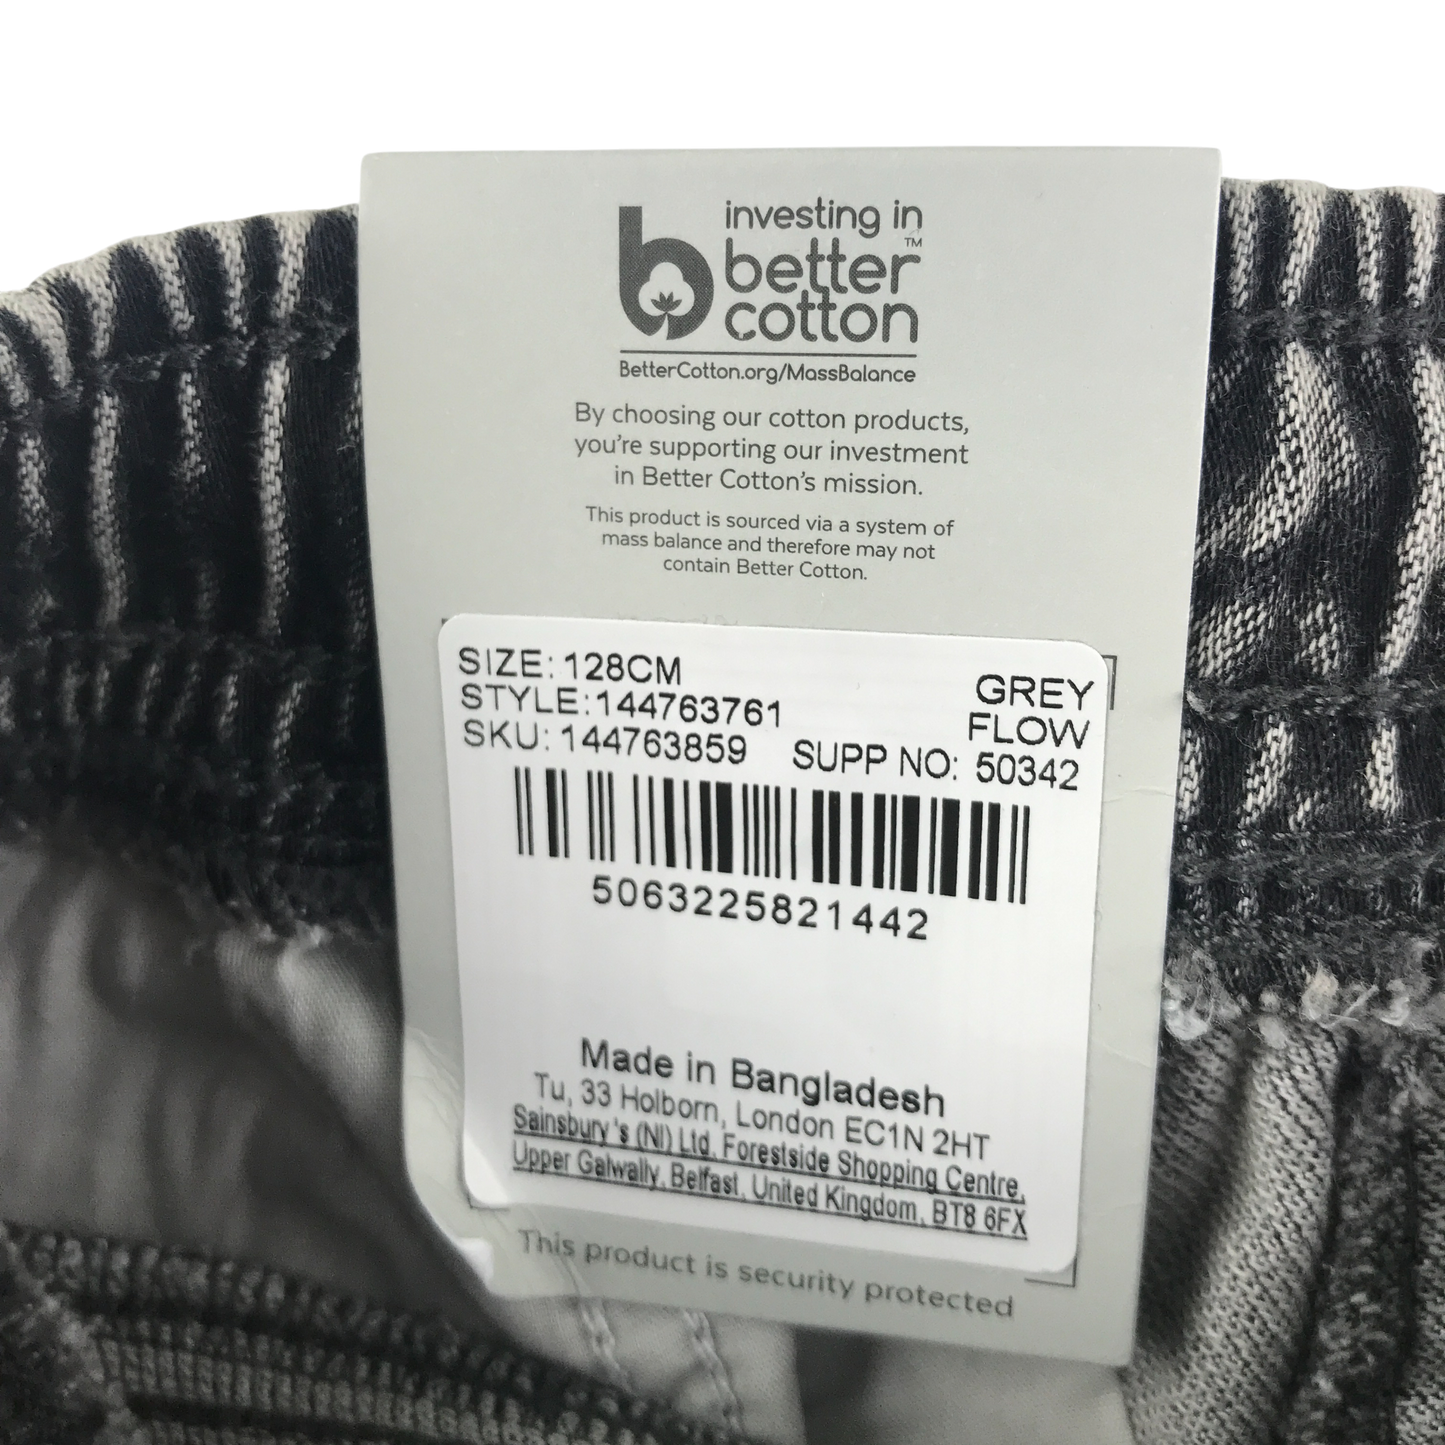 investing in
better™
cotton
BetterCotton.org/MassBalance
By choosing our cotton products,
you're supporting our investment
in Better Cotton's mission.
This product is sourced via a system of
mass balance and therefore may not
contain Better Cotton.
SIZE: 128CM
GREY
STYLE:144763761
FLOW
SKU: 144763859
SUPP NO: 50342
5063225821442
Made in Bangladesh
Tu, 33 Holborn, London EC1N 2HT
Sainsbury's (NI) Ltd, Forestside Shopping Centre,
Upper Galwally, Belfast, United Kingdom, BT8 6FX
This product is security protected